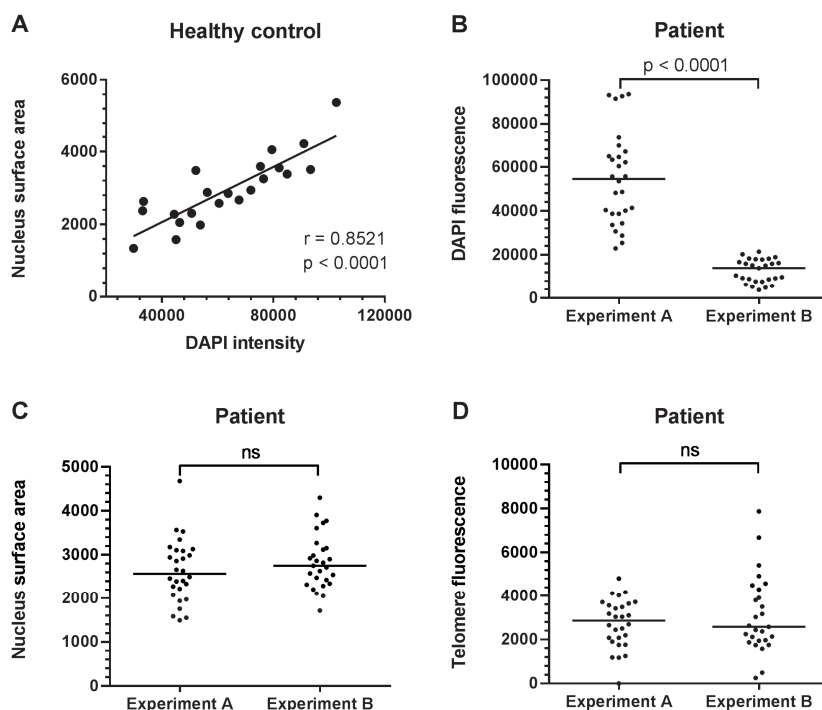 A
Healthy control
Nucleus surface area
6000
4000
2000
0
r = 0.8521
p < 0.0001
40000
80000
120000
DAPI intensity
B
Patient
p < 0.0001
DAPI fluorescence
100000
80000
60000
40000
20000
0
Experiment A
Experiment B
C
Patient
ns
Nucleus surface area
5000
4000
3000
2000
1000
0
Experiment A
Experiment B
D
Patient
ns
Telomere fluorescence
10000
8000
6000
4000
2000
0
Experiment A
Experiment B